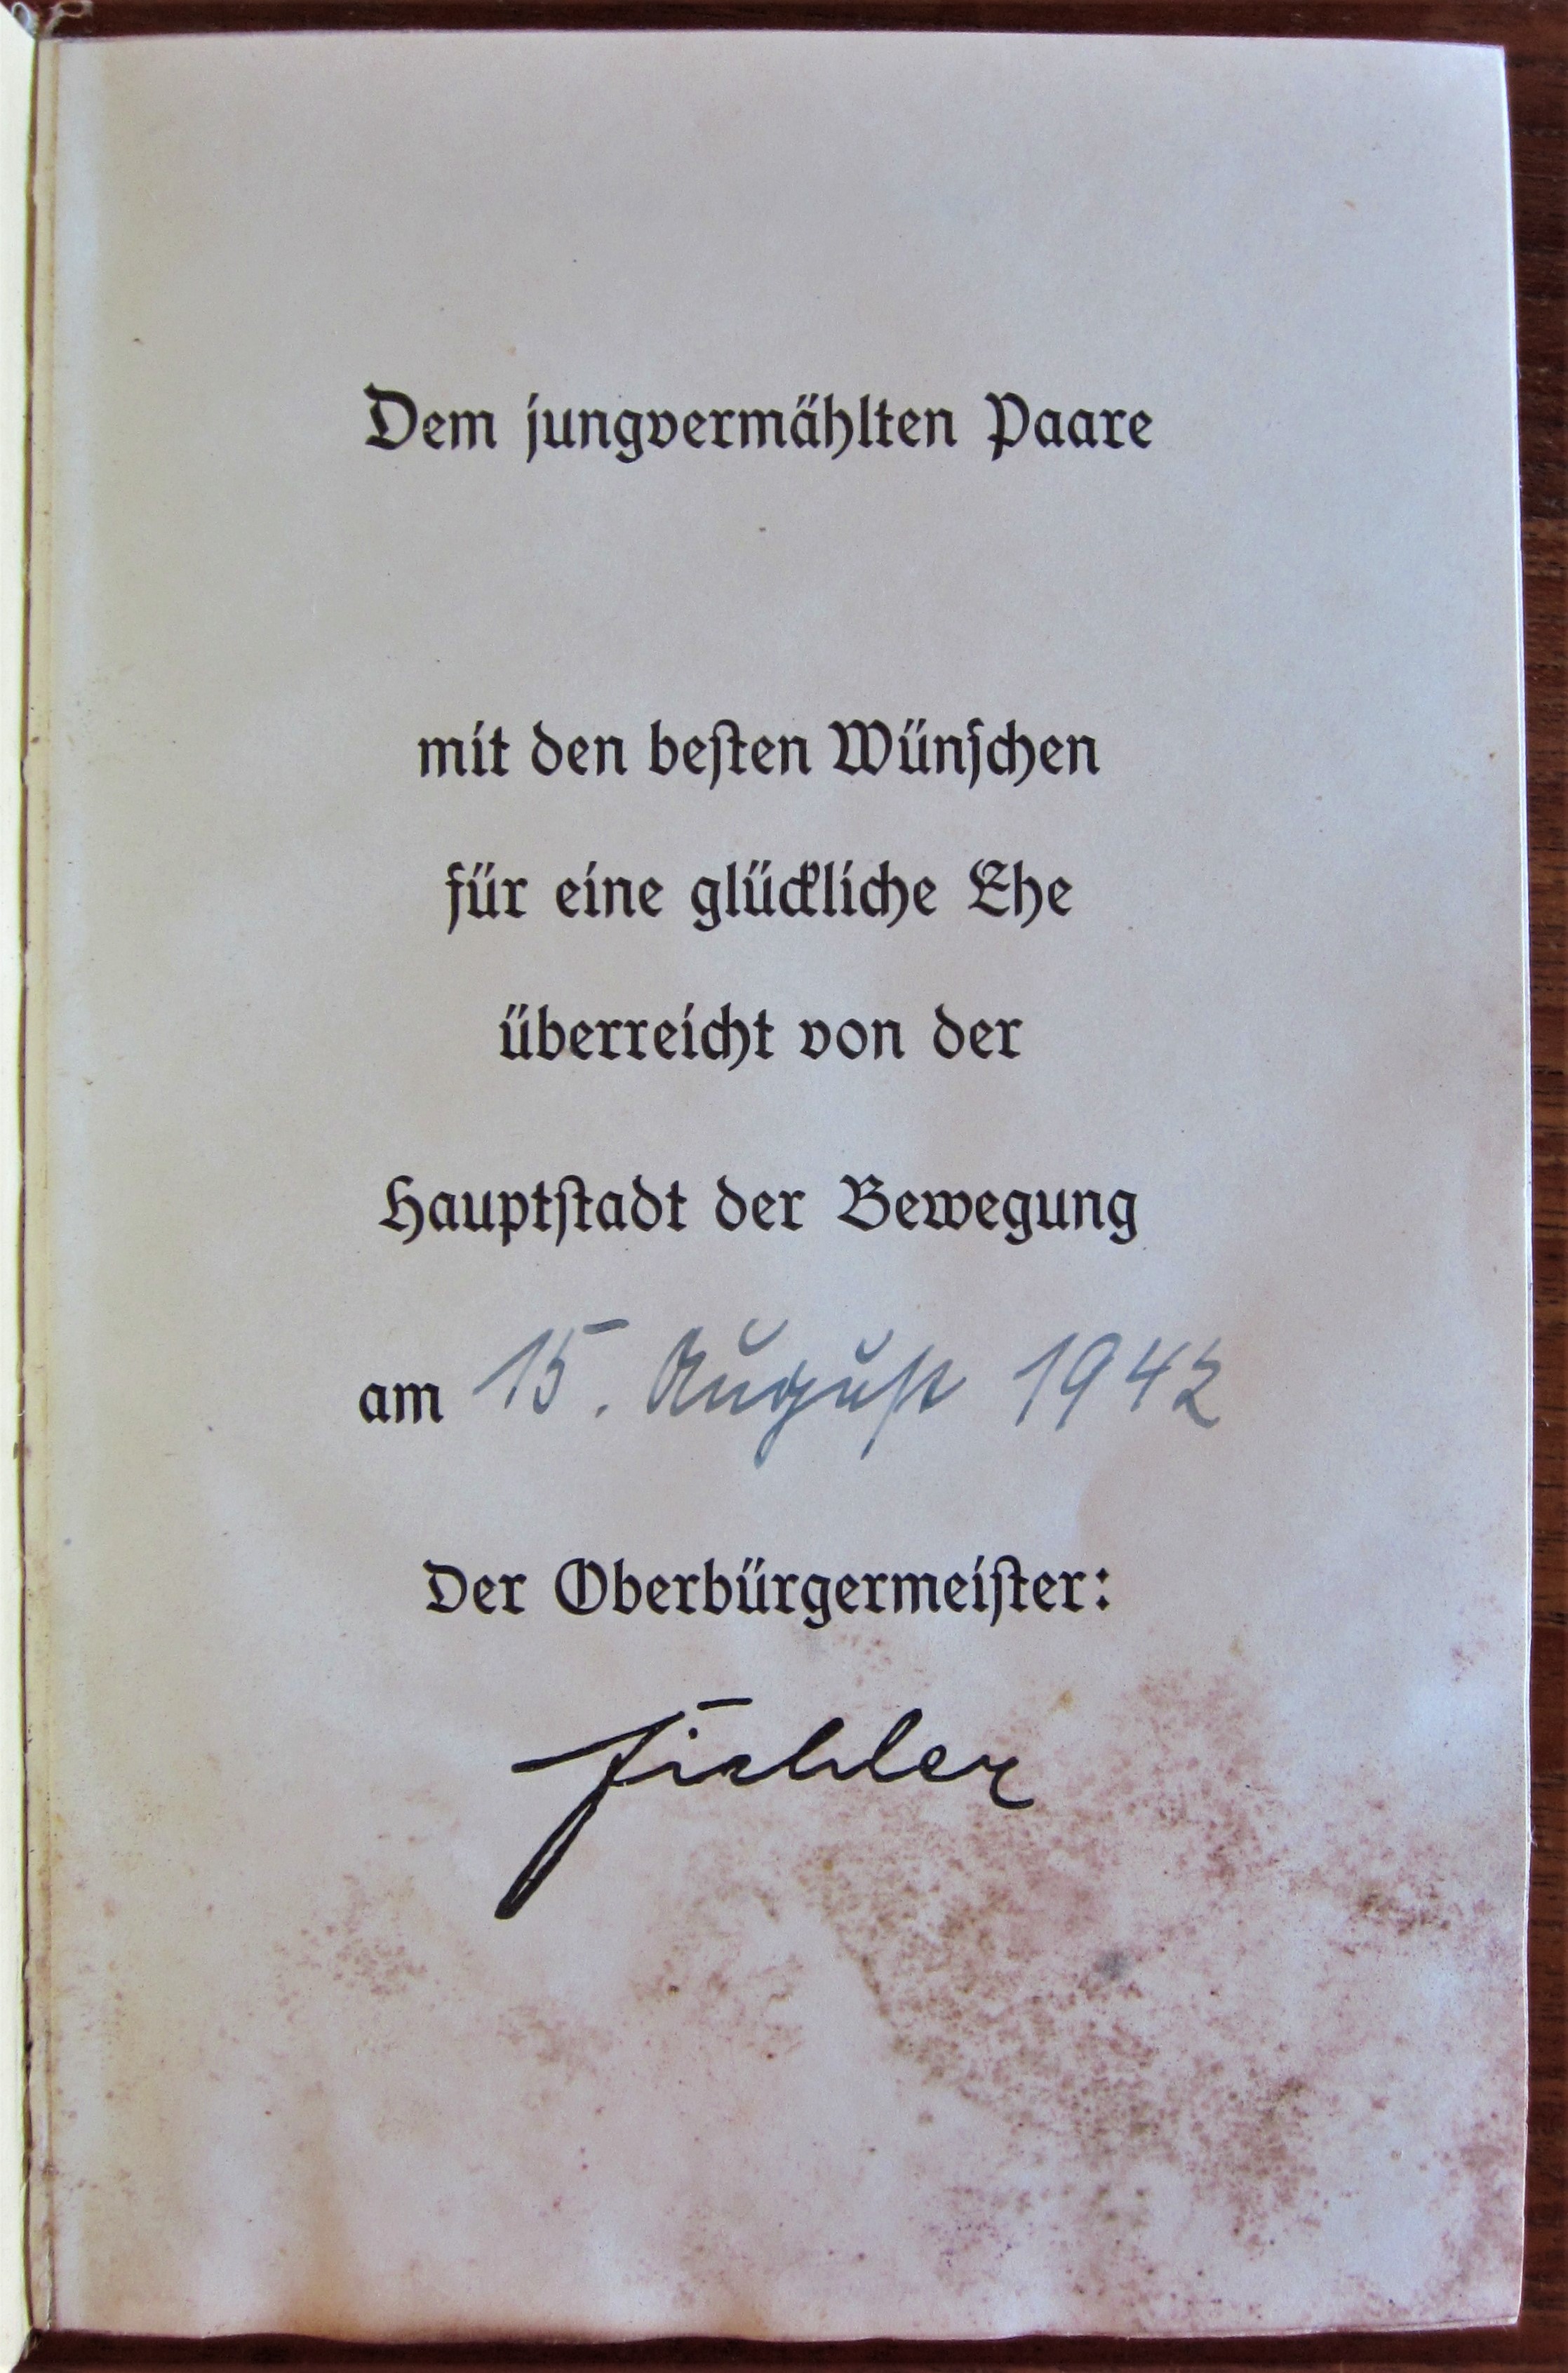 Dem jungvermählten Paare
mit den besten Wünschen
für eine glückliche Ehe
überreicht von der
Hauptstadt der Bewegung
am 15. August 1942
Der Oberbürgermeister:
Fiehler